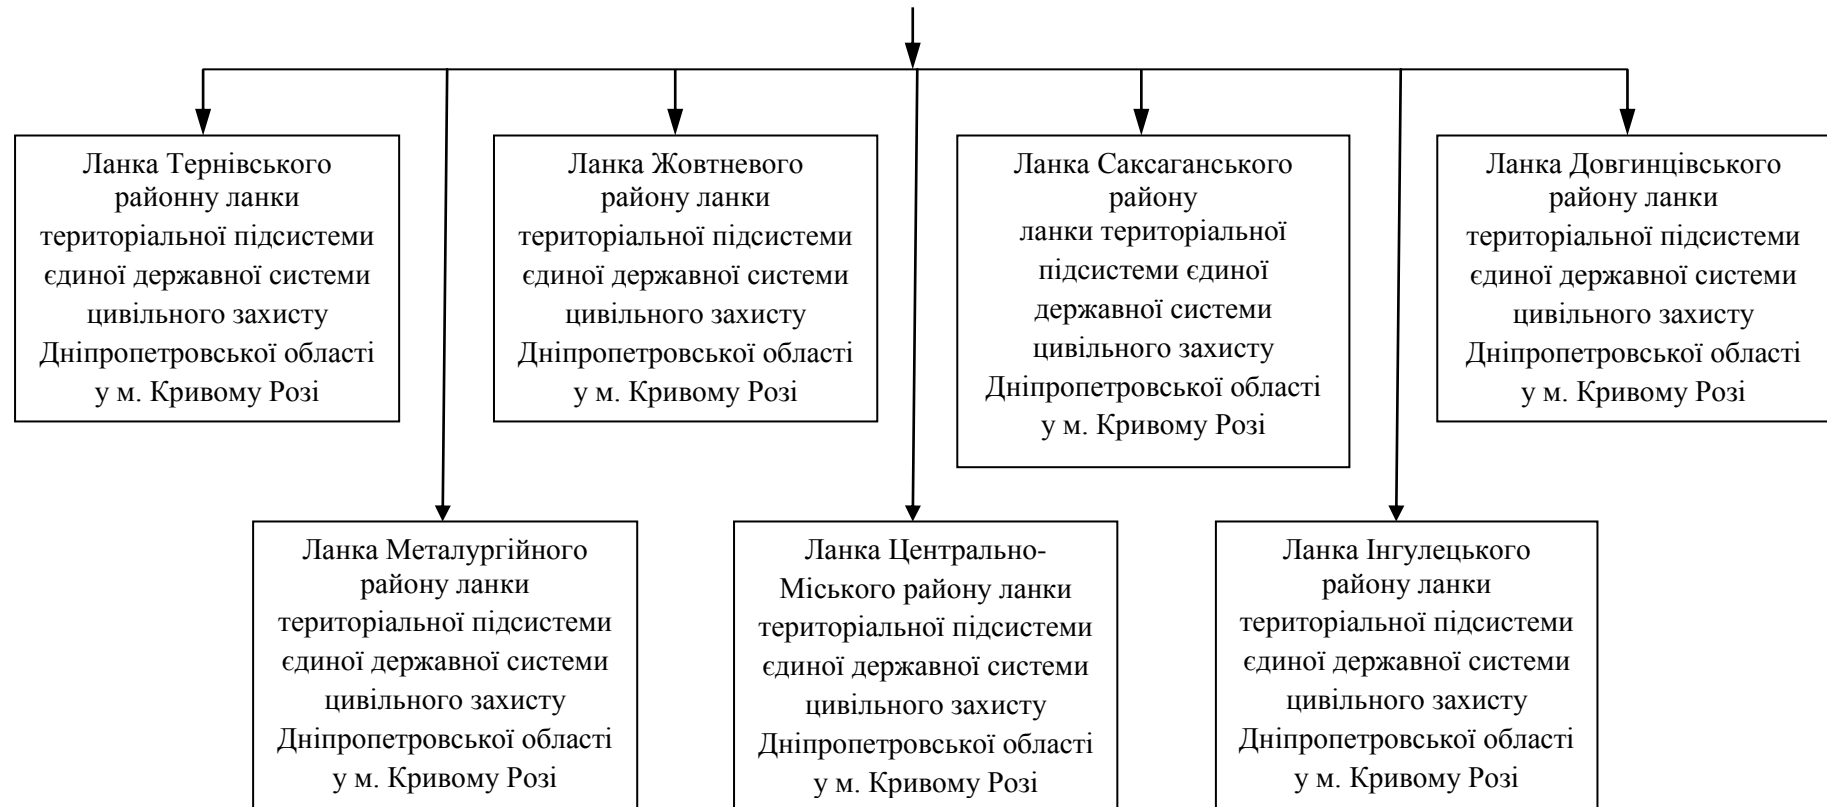 Ланка Тернівського
районну ланки
територіальної підсистеми
єдиної державної системи
цивільного захисту
Дніпропетровської області
у м. Кривому Розі
Ланка Жовтневого
району ланки
територіальної підсистеми
єдиної державної системи
цивільного захисту
Дніпропетровської області
у м. Кривому Розі
Ланка Саксаганського
району
ланки територіальної
підсистеми єдиної
державної системи
цивільного захисту
Дніпропетровської області
у м. Кривому Розі
Ланка Довгинцівського
району ланки
територіальної підсистеми
єдиної державної системи
цивільного захисту
Дніпропетровської області
у м. Кривому Розі
Ланка Металургійного
району ланки
територіальної підсистеми
єдиної державної системи
цивільного захисту
Дніпропетровської області
у м. Кривому Розі
Ланка Центрально-
Міського району ланки
територіальної підсистеми
єдиної державної системи
цивільного захисту
Дніпропетровської області
у м. Кривому Розі
Ланка Інгулецького
району ланки
територіальної підсистеми
єдиної державної системи
цивільного захисту
Дніпропетровської області
у м. Кривому Розі